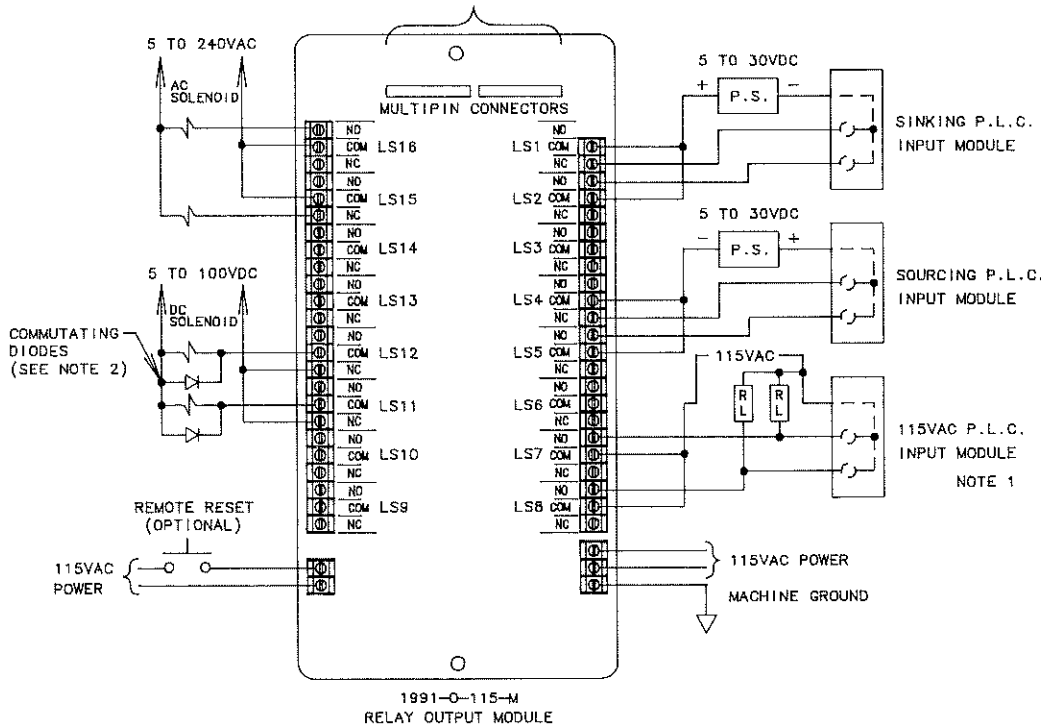 5 TO 240VAC
AC
SOLENOID
MULTIPIN CONNECTORS
5 TO 30VDC
+ P.S. -
SINKING P.L.C.
INPUT MODULE
NO
COM LS16
NC
NO
COM LS15
NC
NO
COM LS14
NC
NO
COM LS13
NC
NO
COM LS12
NC
NO
COM LS11
NC
NO
COM LS10
NC
NO
COM LS9
NC
NO
LS1 COM
NC
NO
LS2 COM
NC
NO
LS3 COM
NC
NO
LS4 COM
NC
NO
LS5 COM
NC
NO
LS6 COM
NC
NO
LS7 COM
NC
NO
LS8 COM
NC
5 TO 30VDC
- P.S. +
SOURCING P.L.C.
INPUT MODULE
5 TO 100VDC
DC
SOLENOID
COMMUTATING
DIODES
(SEE NOTE 2)
115VAC
RL
RL
115VAC P.L.C.
INPUT MODULE
NOTE 1
REMOTE RESET
(OPTIONAL)
115VAC
POWER
115VAC POWER
MACHINE GROUND
1991-O-115-M
RELAY OUTPUT MODULE